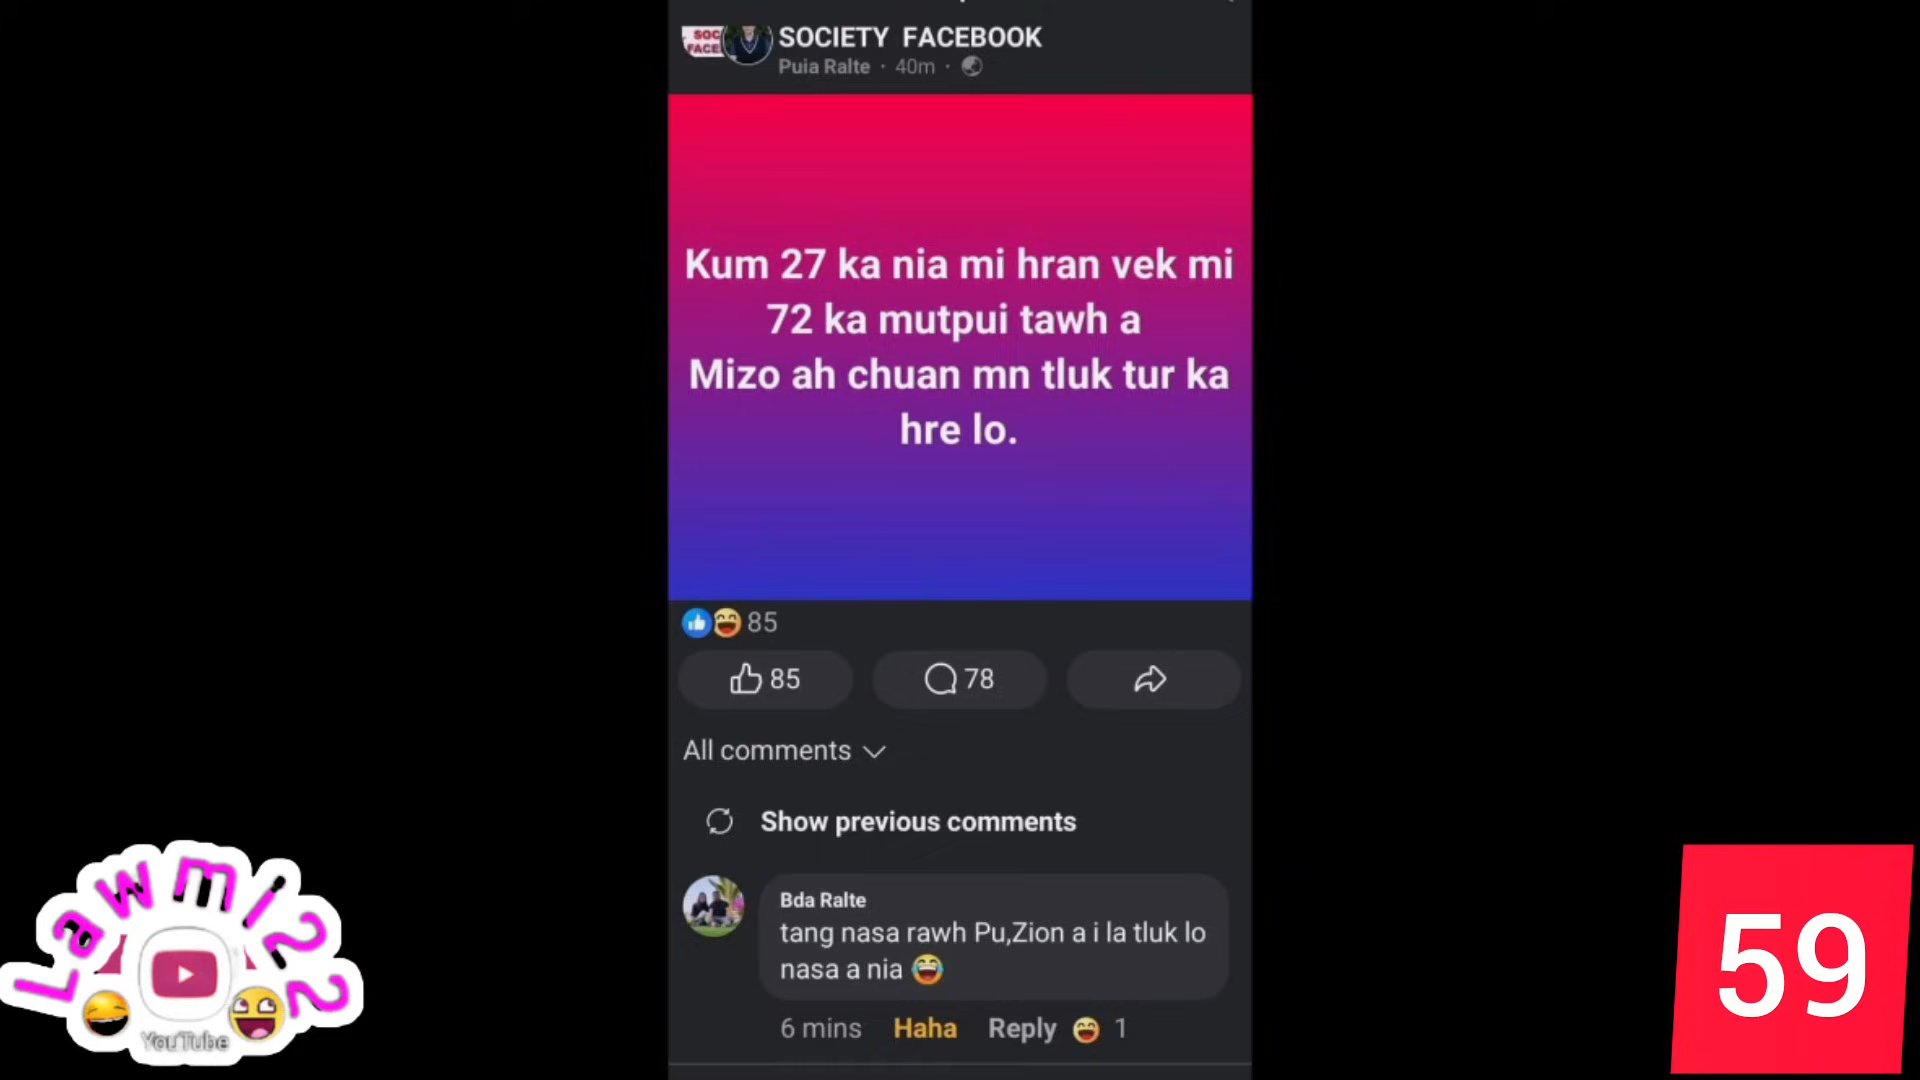 SOC
FACE
SOCIETY FACEBOOK
Puia Ralte · 40m ·
Kum 27 ka nia mi hran vek mi
72 ka mutpui tawh a
Mizo ah chuan mn tluk tur ka
hre lo.
85
85
78
All comments
Show previous comments
Bda Ralte
tang nasa rawh Pu,Zion a i la tluk lo
nasa a nia 😂
6 mins Haha Reply 😆 1
Lawmi22
YouTube
59